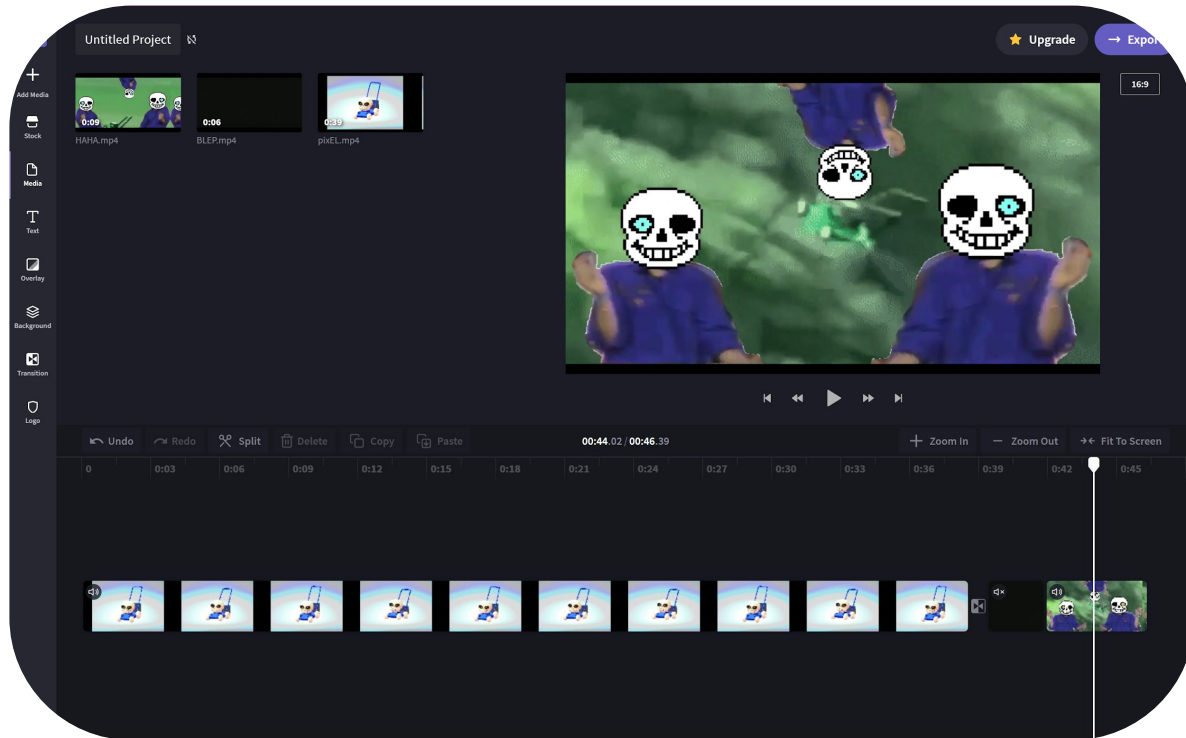 Untitled Project
Upgrade
Expor
16:9
Add Media
Stock
Media
Text
Overlay
Background
Transition
Logo
0:09
0:06
0:39
HAHA.mp4
BLEP.mp4
pixEL.mp4
Undo
Redo
Split
Delete
Copy
Paste
00:44.02 / 00:46.39
Zoom In
Zoom Out
Fit To Screen
0 0:03 0:06 0:09 0:12 0:15 0:18 0:21 0:24 0:27 0:30 0:33 0:36 0:39 0:42 0:45